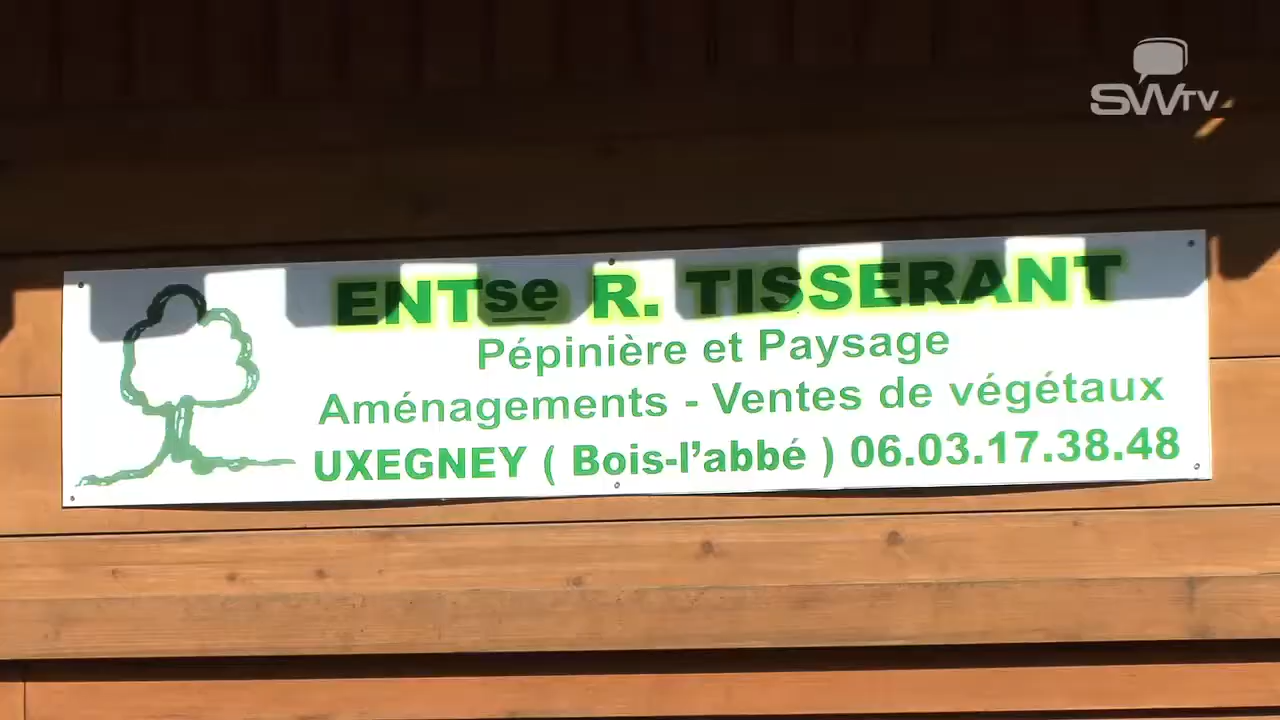 SWTV
ENTse R. TISSERANT
Pépinière et Paysage
Aménagements - Ventes de végétaux
UXEGNEY ( Bois-l'abbé ) 06.03.17.38.48